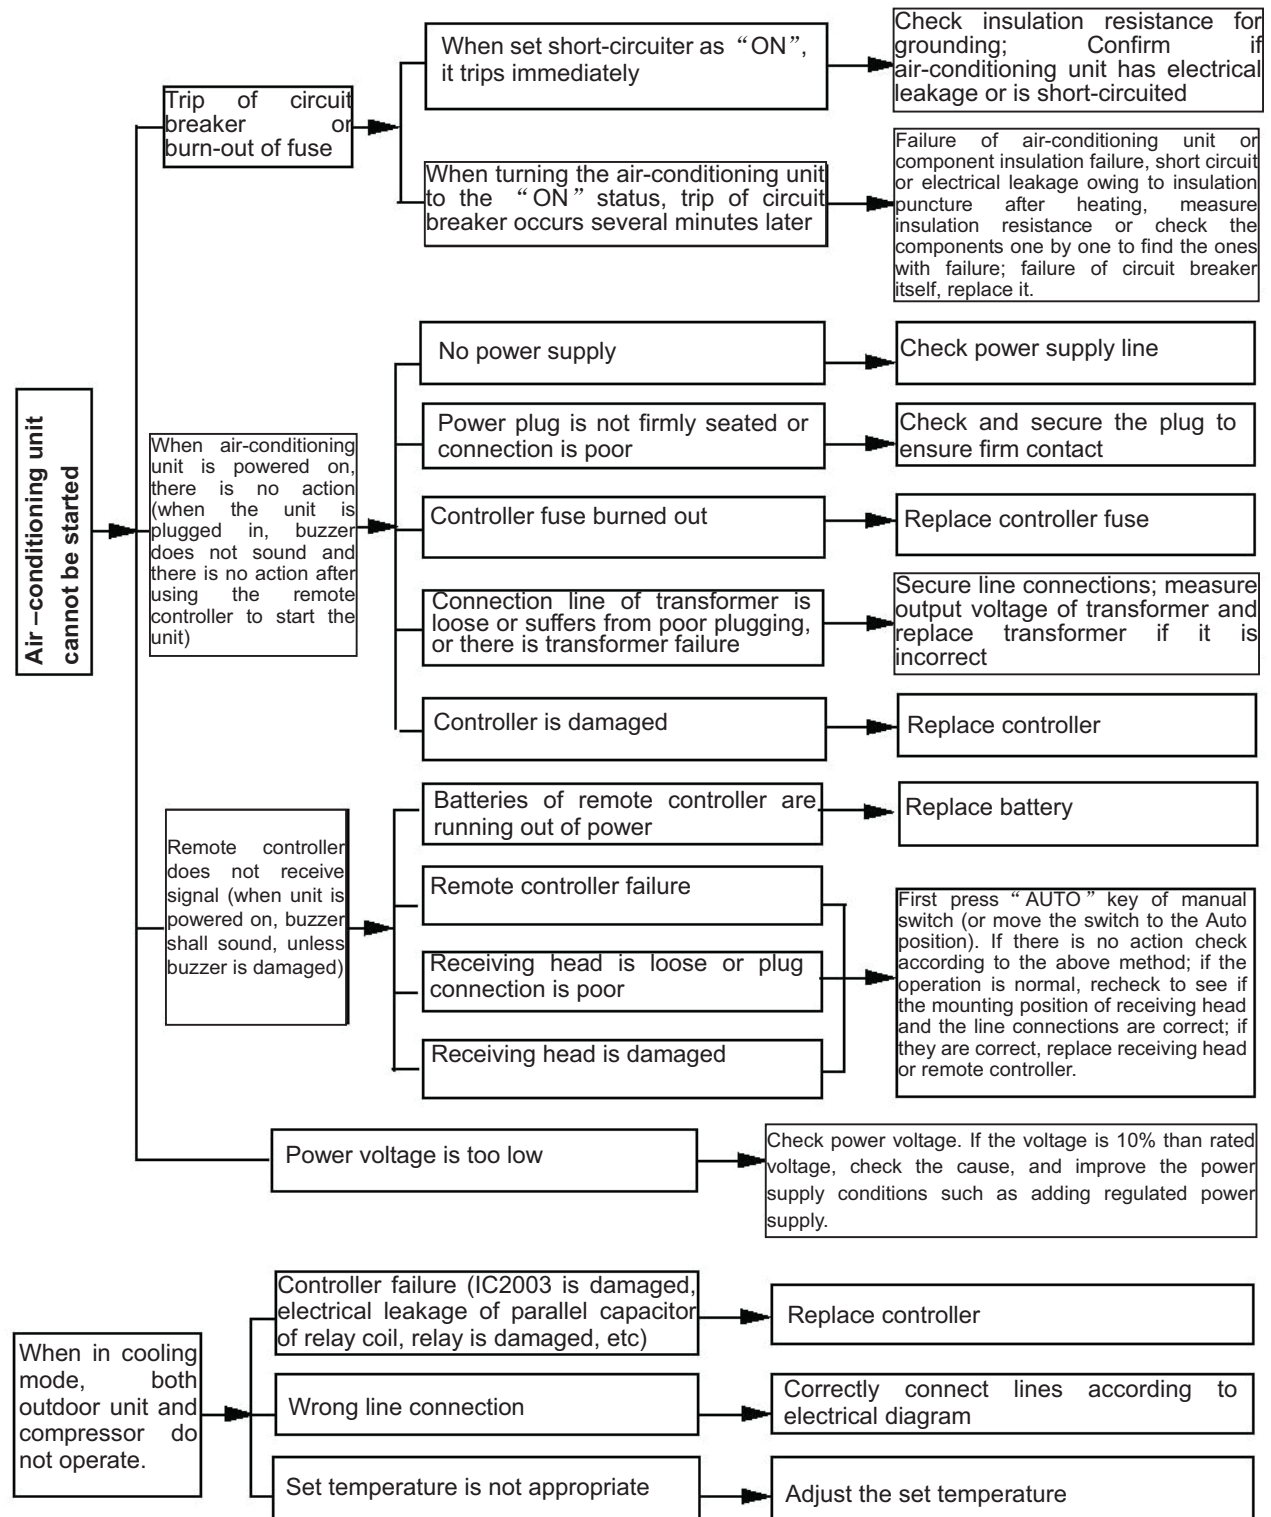 Air –conditioning unit
cannot be started
Trip of circuit
breaker or
burn-out of fuse
When set short-circuiter as “ON”,
it trips immediately
Check insulation resistance for
grounding; Confirm if
air-conditioning unit has electrical
leakage or is short-circuited
When turning the air-conditioning unit
to the “ON” status, trip of circuit
breaker occurs several minutes later
Failure of air-conditioning unit or
component insulation failure, short circuit
or electrical leakage owing to insulation
puncture after heating, measure
insulation resistance or check the
components one by one to find the ones
with failure; failure of circuit breaker
itself, replace it.
When air-conditioning
unit is powered on,
there is no action
(when the unit is
plugged in, buzzer
does not sound and
there is no action after
using the remote
controller to start the
unit)
No power supply
Check power supply line
Power plug is not firmly seated or
connection is poor
Check and secure the plug to
ensure firm contact
Controller fuse burned out
Replace controller fuse
Connection line of transformer is
loose or suffers from poor plugging,
or there is transformer failure
Secure line connections; measure
output voltage of transformer and
replace transformer if it is
incorrect
Controller is damaged
Replace controller
Remote controller
does not receive
signal (when unit is
powered on, buzzer
shall sound, unless
buzzer is damaged)
Batteries of remote controller are
running out of power
Replace battery
Remote controller failure
Receiving head is loose or plug
connection is poor
Receiving head is damaged
First press “AUTO” key of manual
switch (or move the switch to the Auto
position). If there is no action check
according to the above method; if the
operation is normal, recheck to see if
the mounting position of receiving head
and the line connections are correct; if
they are correct, replace receiving head
or remote controller.
Power voltage is too low
Check power voltage. If the voltage is 10% than rated
voltage, check the cause, and improve the power
supply conditions such as adding regulated power
supply.
When in cooling
mode, both
outdoor unit and
compressor do
not operate.
Controller failure (IC2003 is damaged,
electrical leakage of parallel capacitor
of relay coil, relay is damaged, etc)
Replace controller
Wrong line connection
Correctly connect lines according to
electrical diagram
Set temperature is not appropriate
Adjust the set temperature